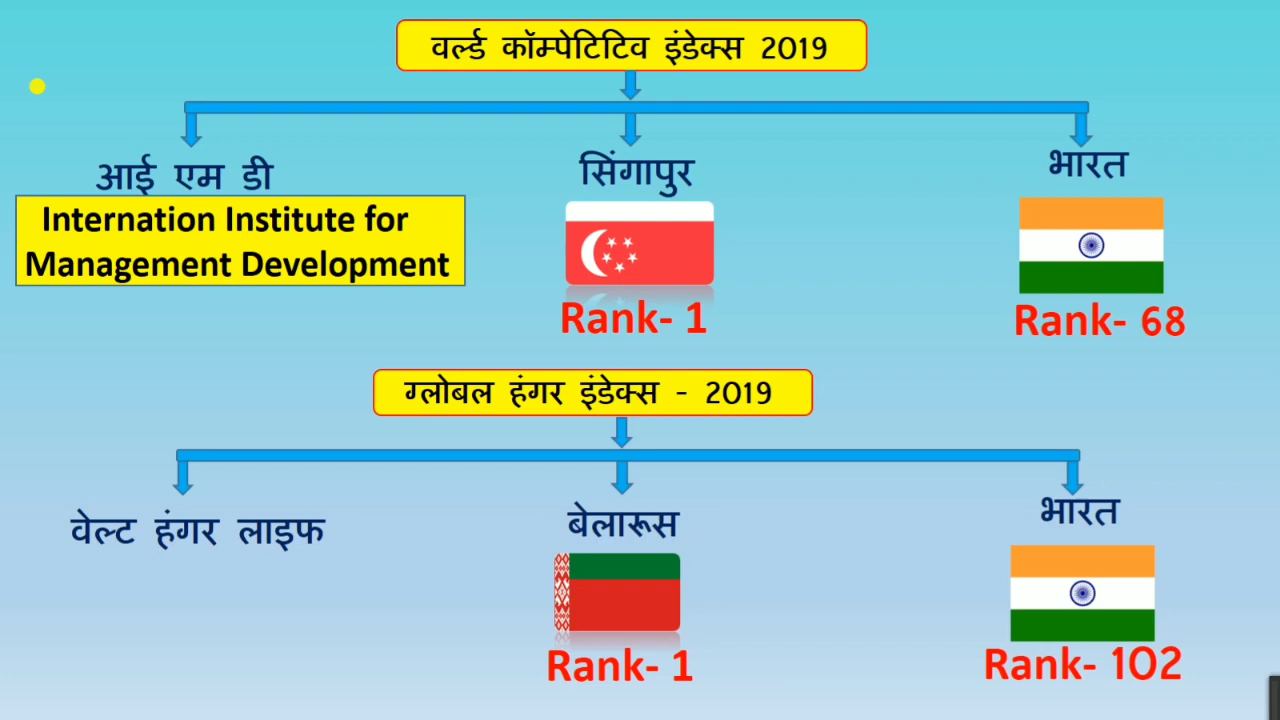 वर्ल्ड कॉम्पेटिटिव इंडेक्स 2019
आई एम डी
सिंगापुर
भारत
Internation Institute for
Management Development
Rank- 1
Rank- 68
ग्लोबल हंगर इंडेक्स - 2019
वेल्ट हंगर लाइफ
बेलारूस
भारत
Rank- 1
Rank- 102